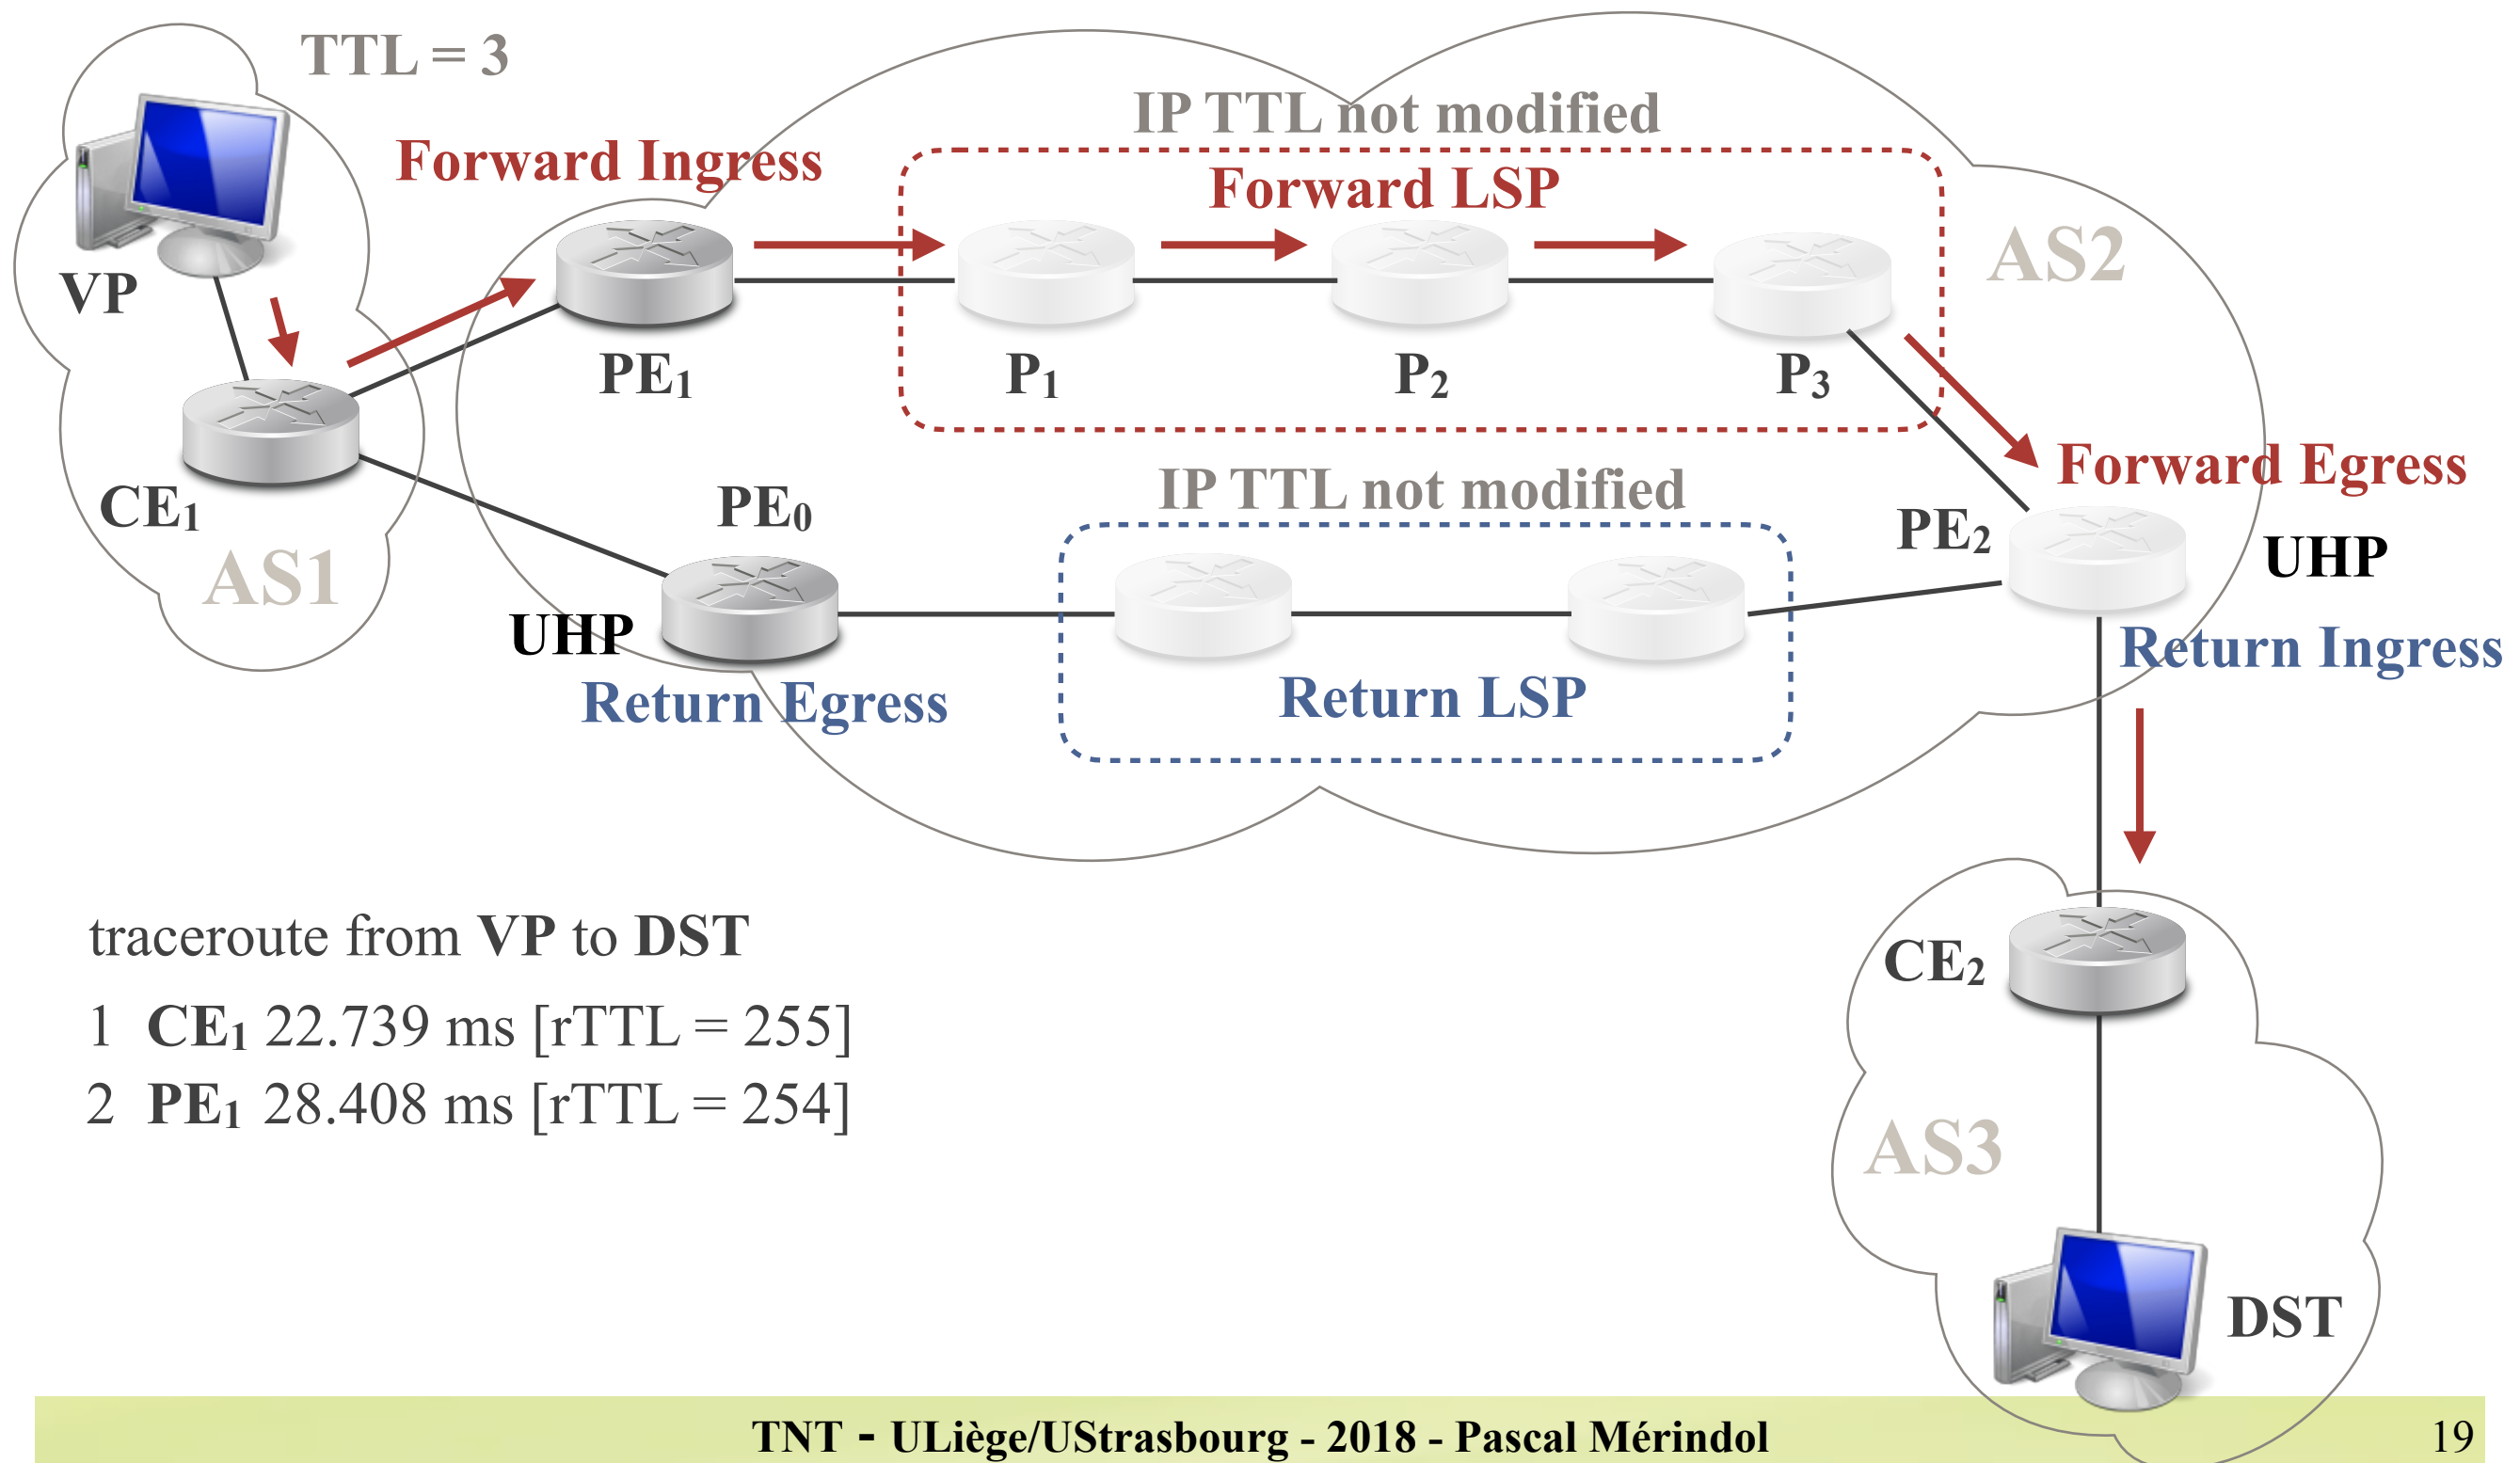 TTL = 3
IP TTL not modified
Forward Ingress
Forward LSP
AS2
VP
PE1
P1
P2
P3
Forward Egress
IP TTL not modified
CE1
PE0
PE2
UHP
AS1
UHP
Return Ingress
Return Egress
Return LSP
traceroute from VP to DST
CE2
1 CE1 22.739 ms [rTTL = 255]
2 PE1 28.408 ms [rTTL = 254]
AS3
DST
TNT - ULiège/UStrasbourg - 2018 - Pascal Mérindol
19